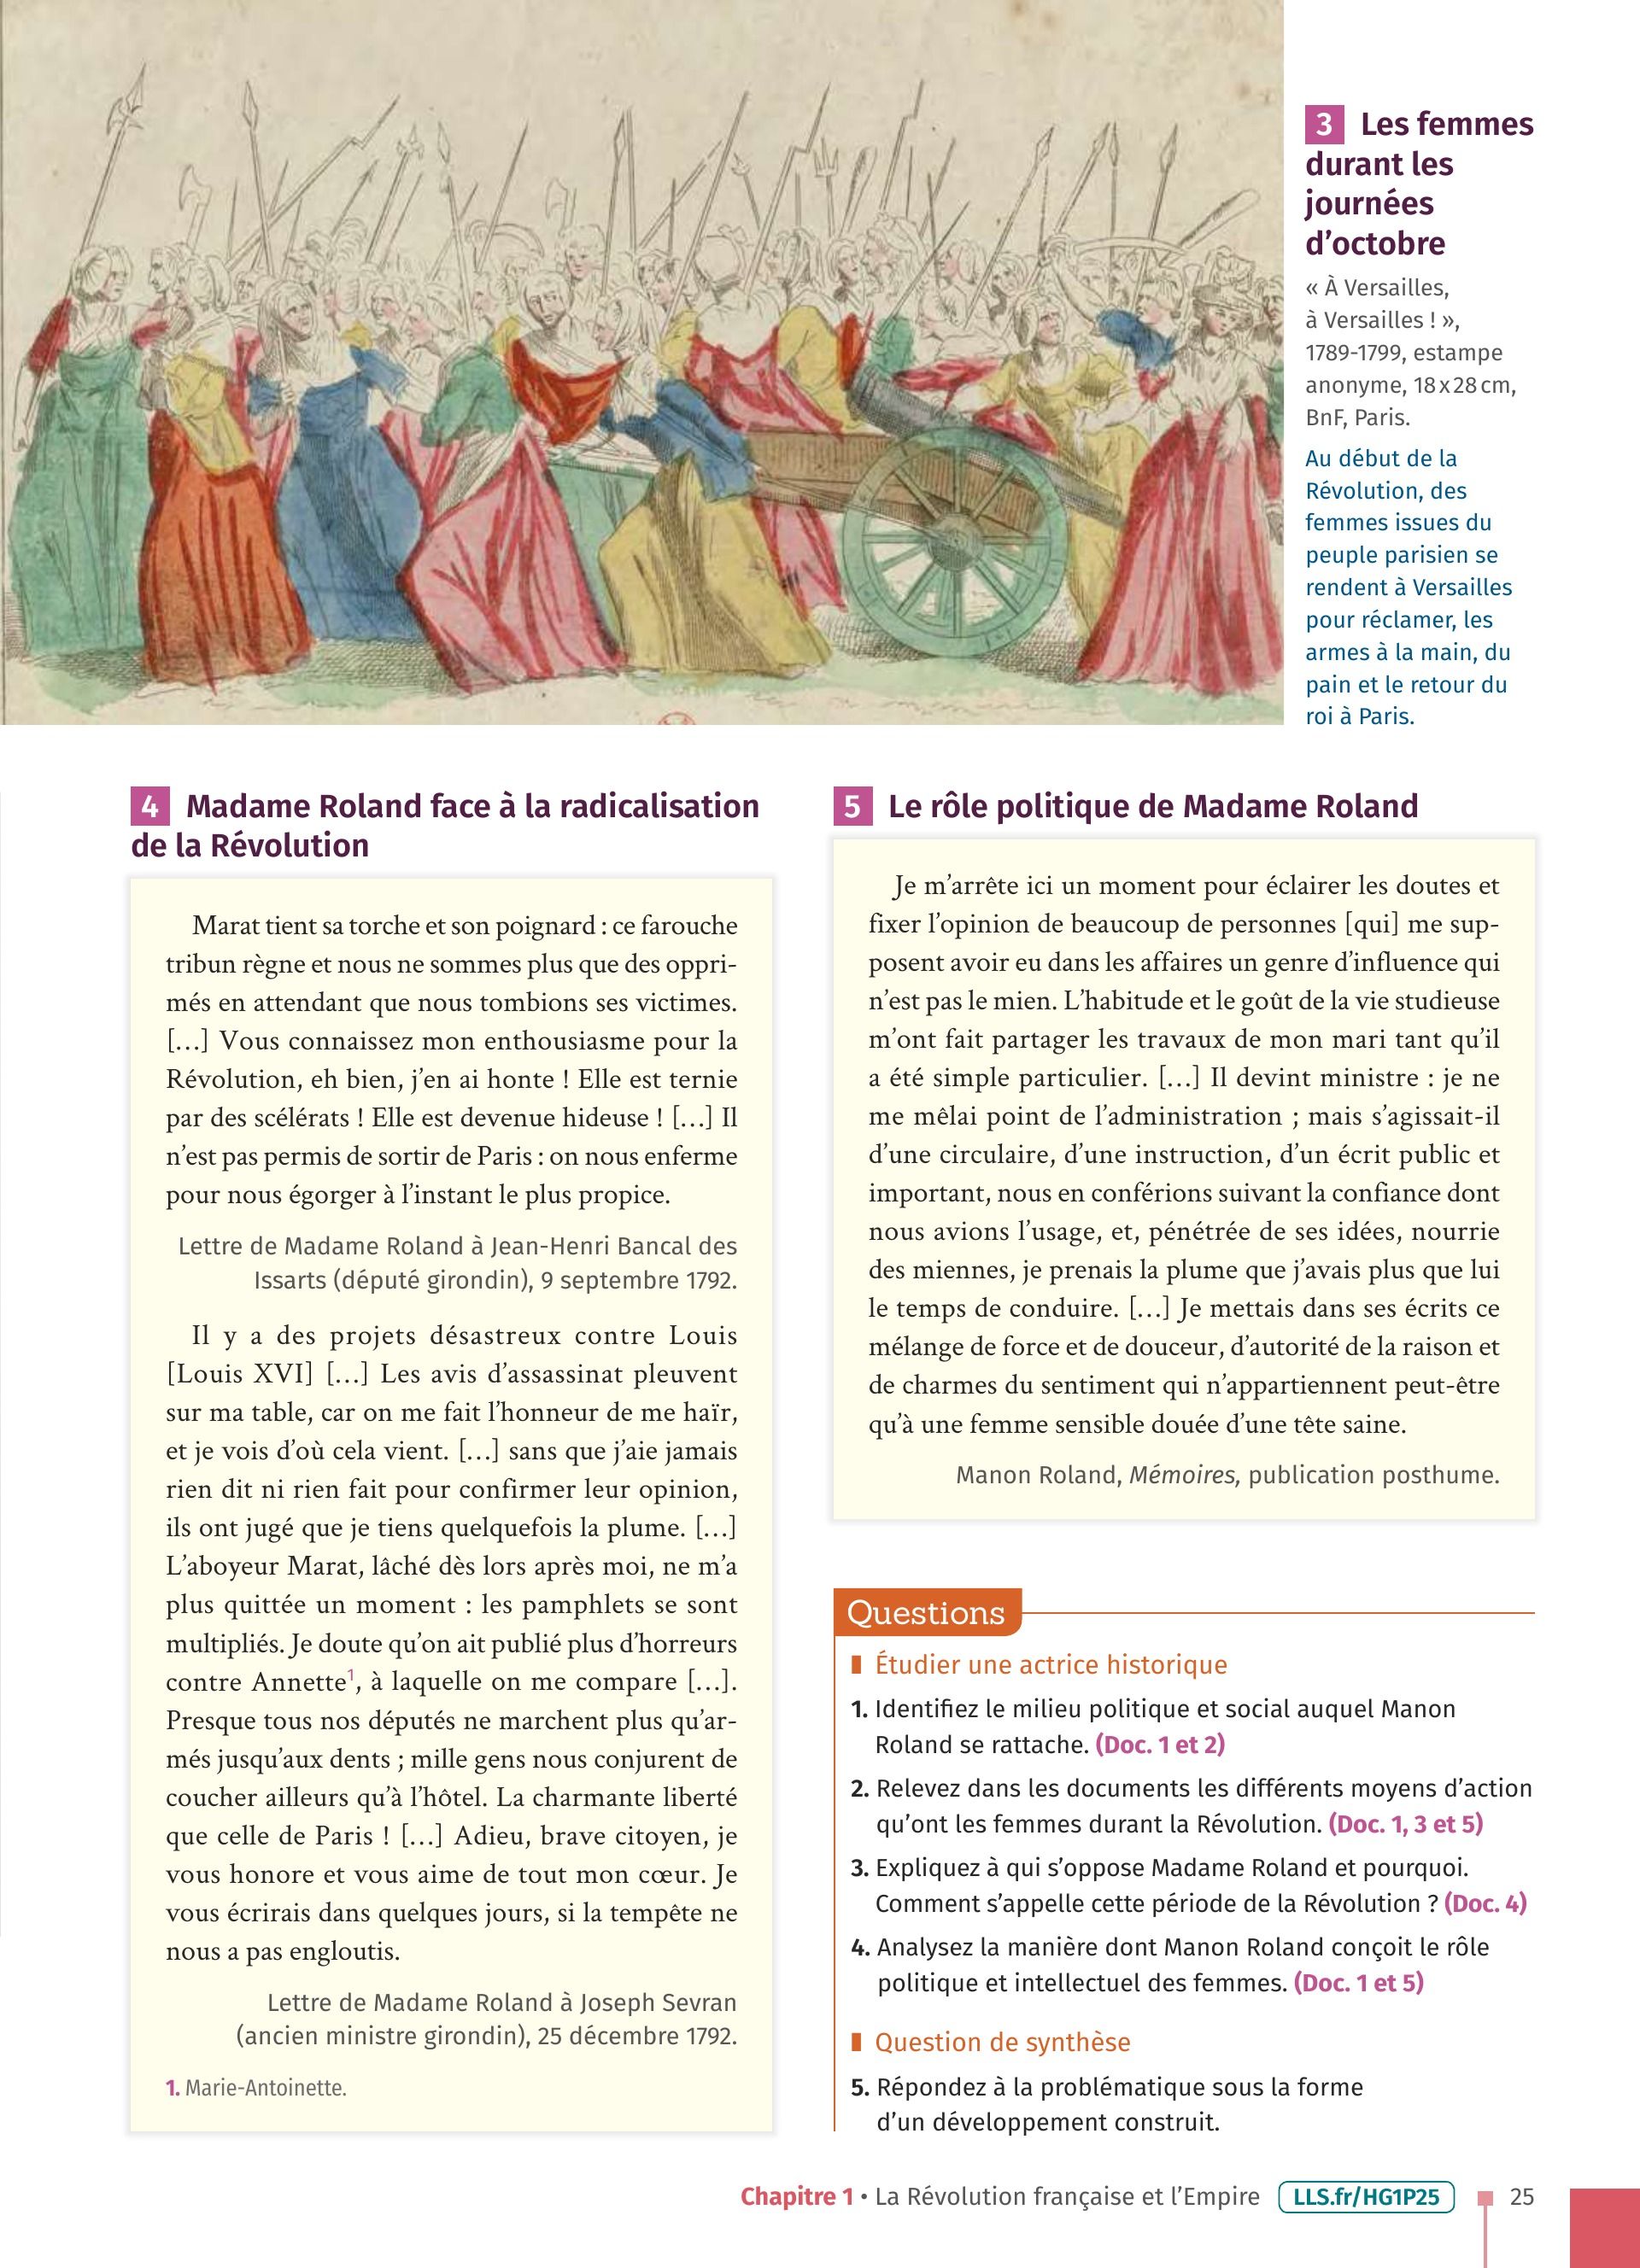 3 Les femmes
durant les
journées
d’octobre
« À Versailles,
à Versailles ! »,
1789-1799, estampe
anonyme, 18 x 28 cm,
BnF, Paris.
Au début de la
Révolution, des
femmes issues du
peuple parisien se
rendent à Versailles
pour réclamer, les
armes à la main, du
pain et le retour du
roi à Paris.
4 Madame Roland face à la radicalisation
de la Révolution
Marat tient sa torche et son poignard : ce farouche
tribun règne et nous ne sommes plus que des oppri-
més en attendant que nous tombions ses victimes.
[…] Vous connaissez mon enthousiasme pour la
Révolution, eh bien, j’en ai honte ! Elle est ternie
par des scélérats ! Elle est devenue hideuse ! […] Il
n’est pas permis de sortir de Paris : on nous enferme
pour nous égorger à l’instant le plus propice.
Lettre de Madame Roland à Jean-Henri Bancal des
Issarts (député girondin), 9 septembre 1792.
Il y a des projets désastreux contre Louis
[Louis XVI] […] Les avis d’assassinat pleuvent
sur ma table, car on me fait l’honneur de me haïr,
et je vois d’où cela vient. […] sans que j’aie jamais
rien dit ni rien fait pour confirmer leur opinion,
ils ont jugé que je tiens quelquefois la plume. […]
L’aboyeur Marat, lâché dès lors après moi, ne m’a
plus quittée un moment : les pamphlets se sont
multipliés. Je doute qu’on ait publié plus d’horreurs
contre Annette1, à laquelle on me compare […].
Presque tous nos députés ne marchent plus qu’ar-
més jusqu’aux dents ; mille gens nous conjurent de
coucher ailleurs qu’à l’hôtel. La charmante liberté
que celle de Paris ! […] Adieu, brave citoyen, je
vous honore et vous aime de tout mon cœur. Je
vous écrirais dans quelques jours, si la tempête ne
nous a pas engloutis.
Lettre de Madame Roland à Joseph Sevran
(ancien ministre girondin), 25 décembre 1792.
1. Marie-Antoinette.
5 Le rôle politique de Madame Roland
Je m’arrête ici un moment pour éclairer les doutes et
fixer l’opinion de beaucoup de personnes [qui] me sup-
posent avoir eu dans les affaires un genre d’influence qui
n’est pas le mien. L’habitude et le goût de la vie studieuse
m’ont fait partager les travaux de mon mari tant qu’il
a été simple particulier. […] Il devint ministre : je ne
me mêlai point de l’administration ; mais s’agissait-il
d’une circulaire, d’une instruction, d’un écrit public et
important, nous en conférions suivant la confiance dont
nous avions l’usage, et, pénétrée de ses idées, nourrie
des miennes, je prenais la plume que j’avais plus que lui
le temps de conduire. […] Je mettais dans ses écrits ce
mélange de force et de douceur, d’autorité de la raison et
de charmes du sentiment qui n’appartiennent peut-être
qu’à une femme sensible douée d’une tête saine.
Manon Roland, Mémoires, publication posthume.
Questions
Étudier une actrice historique
1. Identifiez le milieu politique et social auquel Manon
Roland se rattache. (Doc. 1 et 2)
2. Relevez dans les documents les différents moyens d’action
qu’ont les femmes durant la Révolution. (Doc. 1, 3 et 5)
3. Expliquez à qui s’oppose Madame Roland et pourquoi.
Comment s’appelle cette période de la Révolution ? (Doc. 4)
4. Analysez la manière dont Manon Roland conçoit le rôle
politique et intellectuel des femmes. (Doc. 1 et 5)
Question de synthèse
5. Répondez à la problématique sous la forme
d’un développement construit.
Chapitre 1 • La Révolution française et l’Empire LLS.fr/HG1P25 25